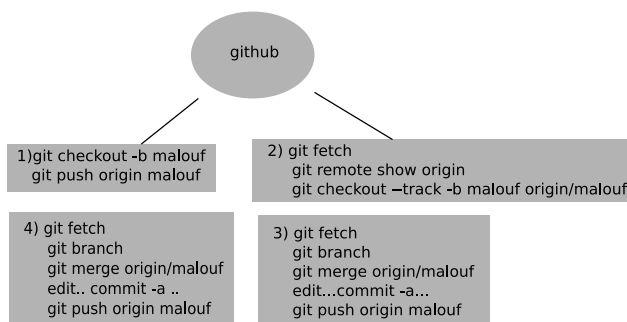 github
1)git checkout -b malouf
git push origin malouf
2) git fetch
git remote show origin
git checkout —track -b malouf origin/malouf
4) git fetch
git branch
git merge origin/malouf
edit.. commit -a ..
git push origin malouf
3) git fetch
git branch
git merge origin/malouf
edit...commit -a...
git push origin malouf